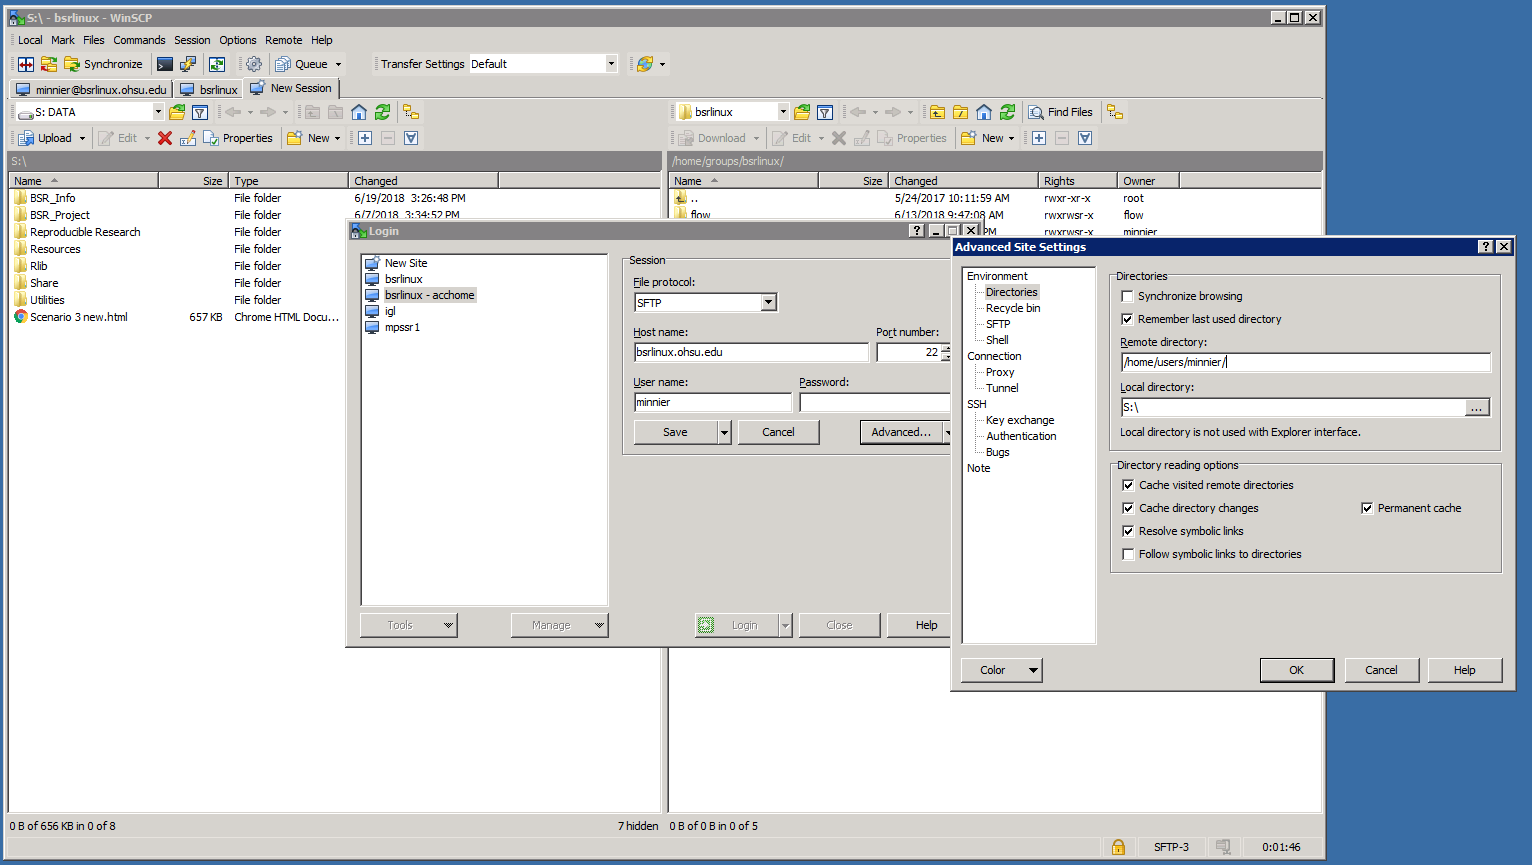 S:\ - bsrlinux - WinSCP
Local Mark Files Commands Session Options Remote Help
Synchronize Queue Transfer Settings Default
minnier@bsrlinux.ohsu.edu bsrlinux New Session
S: DATA
bsrlinux Find Files
Upload Edit Properties New
Download Edit Properties New
S:\
/home/groups/bsrlinux/
Name Size Type Changed
BSR_Info File folder 6/19/2018 3:26:48 PM
BSR_Project File folder 6/7/2018 3:34:52 PM
Reproducible Research File folder
Resources File folder
Rlib File folder
Share File folder
Utilities File folder
Scenario 3 new.html 657 KB Chrome HTML Docu...
Name Size Changed Rights Owner
.. 5/24/2017 10:11:59 AM rwxr-xr-x root
flow 6/13/2018 9:47:08 AM rwxrwsr-x flow
PM rwxrwsr-x minnier
Login
New Site
bsrlinux
bsrlinux - acchome
igl
mpssr1
Session
File protocol:
SFTP
Host name: Port number:
bsrlinux.ohsu.edu 22
User name: Password:
minnier
Save Cancel Advanced...
Tools Manage Login Close Help
Advanced Site Settings
Environment
Directories
Recycle bin
SFTP
Shell
Connection
Proxy
Tunnel
SSH
Key exchange
Authentication
Bugs
Note
Directories
Synchronize browsing
Remember last used directory
Remote directory:
/home/users/minnier/
Local directory:
S:\ ...
Local directory is not used with Explorer interface.
Directory reading options
Cache visited remote directories
Cache directory changes Permanent cache
Resolve symbolic links
Follow symbolic links to directories
Color OK Cancel Help
0 B of 656 KB in 0 of 8 7 hidden 0 B of 0 B in 0 of 5
SFTP-3 0:01:46